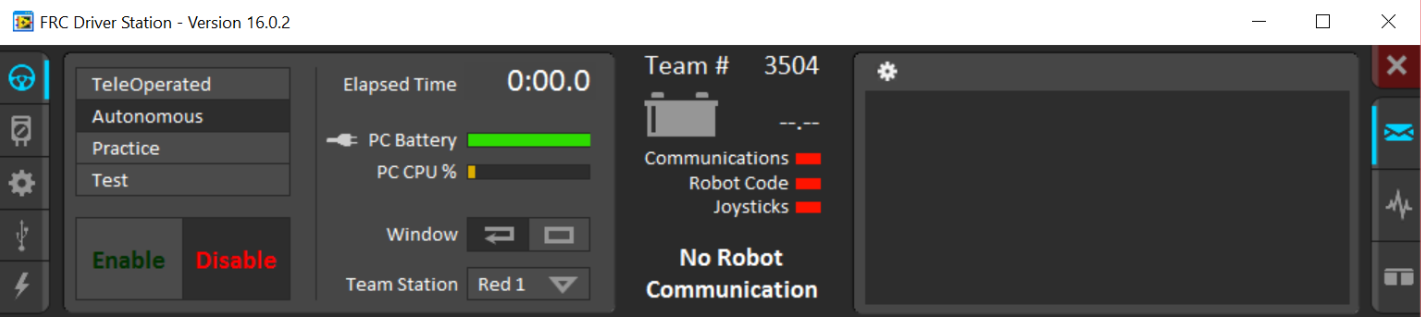 FRC Driver Station - Version 16.0.2
TeleOperated
Autonomous
Practice
Test
Enable Disable
Elapsed Time 0:00.0
PC Battery
PC CPU %
Window
Team Station Red 1
Team # 3504
--.--
Communications
Robot Code
Joysticks
No Robot
Communication